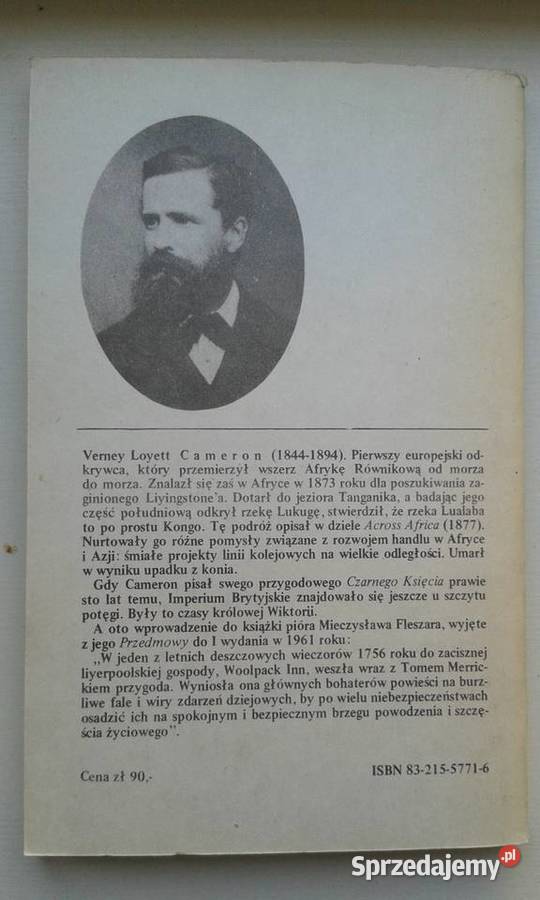 Verney Loyett Cameron (1844-1894). Pierwszy europejski od-
krywca, który przemierzył wszerz Afrykę Równikową od morza
do morza. Znalazł się zaś w Afryce w 1873 roku dla poszukiwania za-
ginionego Liyingstone'a. Dotarł do jeziora Tanganika, a badając jego
część południową odkrył rzekę Lukugę, stwierdził, że rzeka Lualaba
to po prostu Kongo. Tę podróż opisał w dziele Across Africa (1877).
Nurtowały go różne pomysły związane z rozwojem handlu w Afryce
i Azji: śmiałe projekty linii kolejowych na wielkie odległości. Umarł
w wyniku upadku z konia.
Gdy Cameron pisał swego przygodowego Czarnego Księcia prawie
sto lat temu, Imperium Brytyjskie znajdowało się jeszcze u szczytu
potęgi. Były to czasy królowej Wiktorii.
A oto wprowadzenie do książki pióra Mieczysława Fleszara, wyjęte
z jego Przedmowy do I wydania w 1961 roku:
„W jeden z letnich deszczowych wieczorów 1756 roku do zacisznej
liyerpoolskiej gospody, Woolpack Inn, weszła wraz z Tomem Merric-
kiem przygoda. Wyniosła ona głównych bohaterów powieści na burz-
liwe fale i wiry zdarzeń dziejowych, by po wielu niebezpieczeństwach
osadzić ich na spokojnym i bezpiecznym brzegu powodzenia i szczę-
ścia życiowego”.
Cena zł 90,-
ISBN 83-215-5771-6
Sprzedajemy.pl